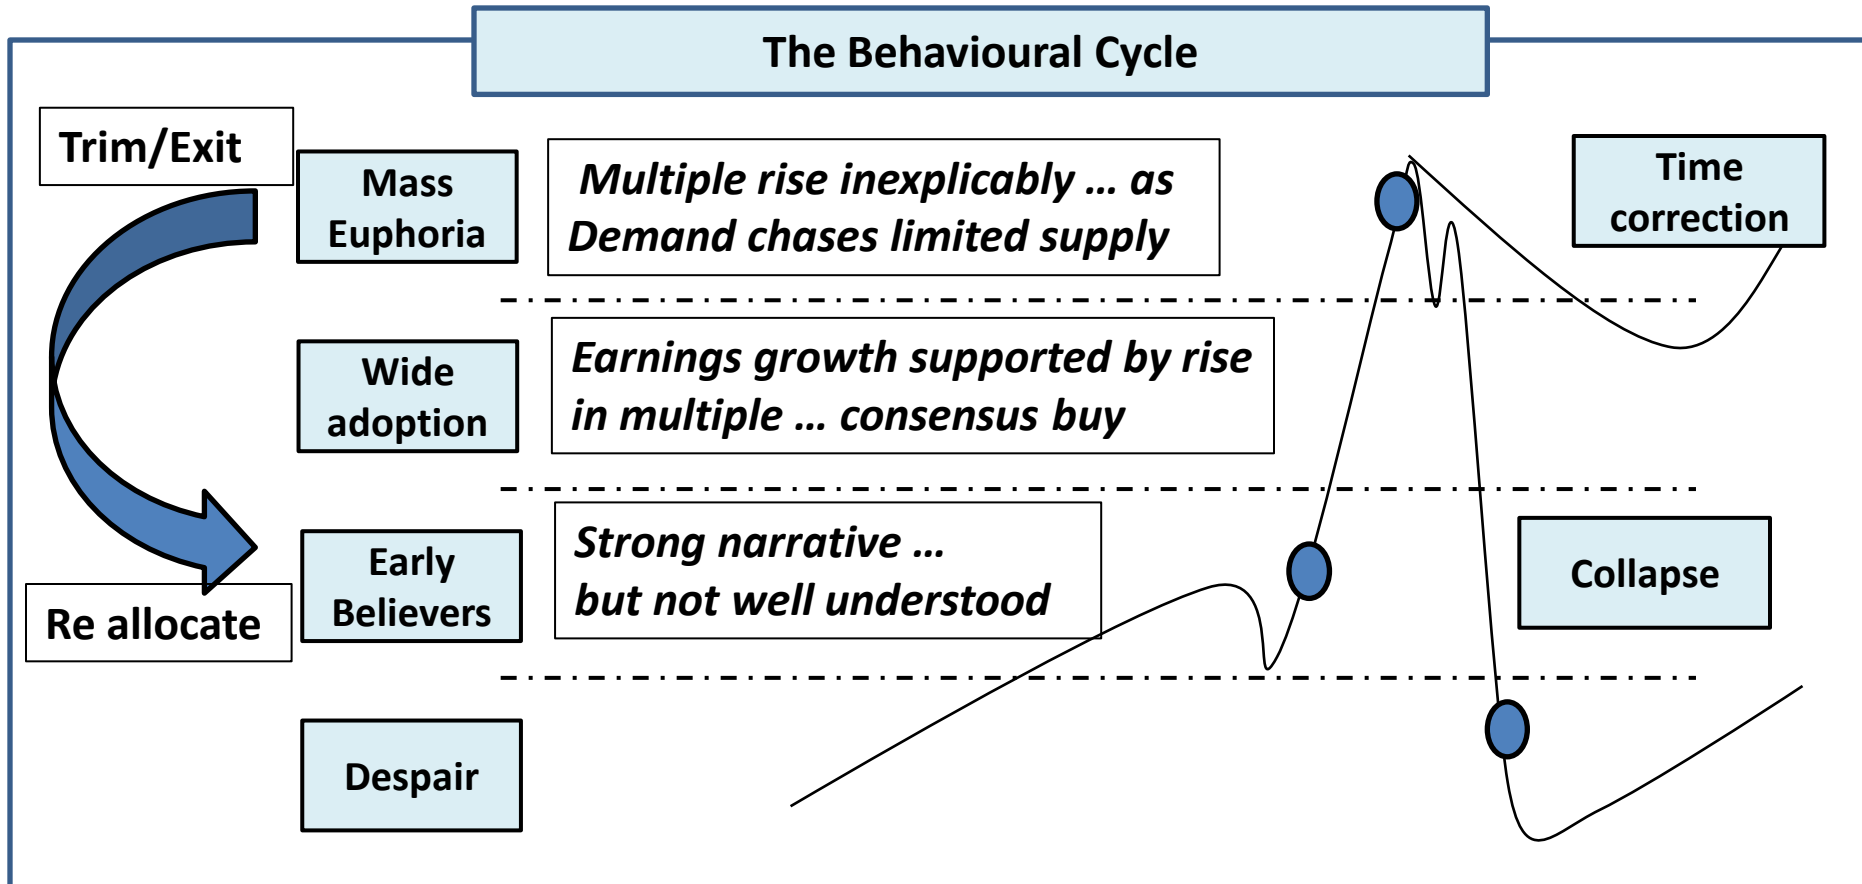 The Behavioural Cycle
Trim/Exit
Mass
Euphoria
Multiple rise inexplicably ... as
Demand chases limited supply
Time
correction
Wide
adoption
Earnings growth supported by rise
in multiple ... consensus buy
Early
Believers
Strong narrative ...
but not well understood
Collapse
Re allocate
Despair